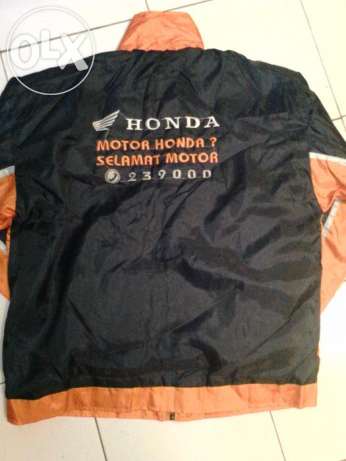 OLX
HONDA
MOTOR HONDA ?
SELAMAT MOTOR
239000